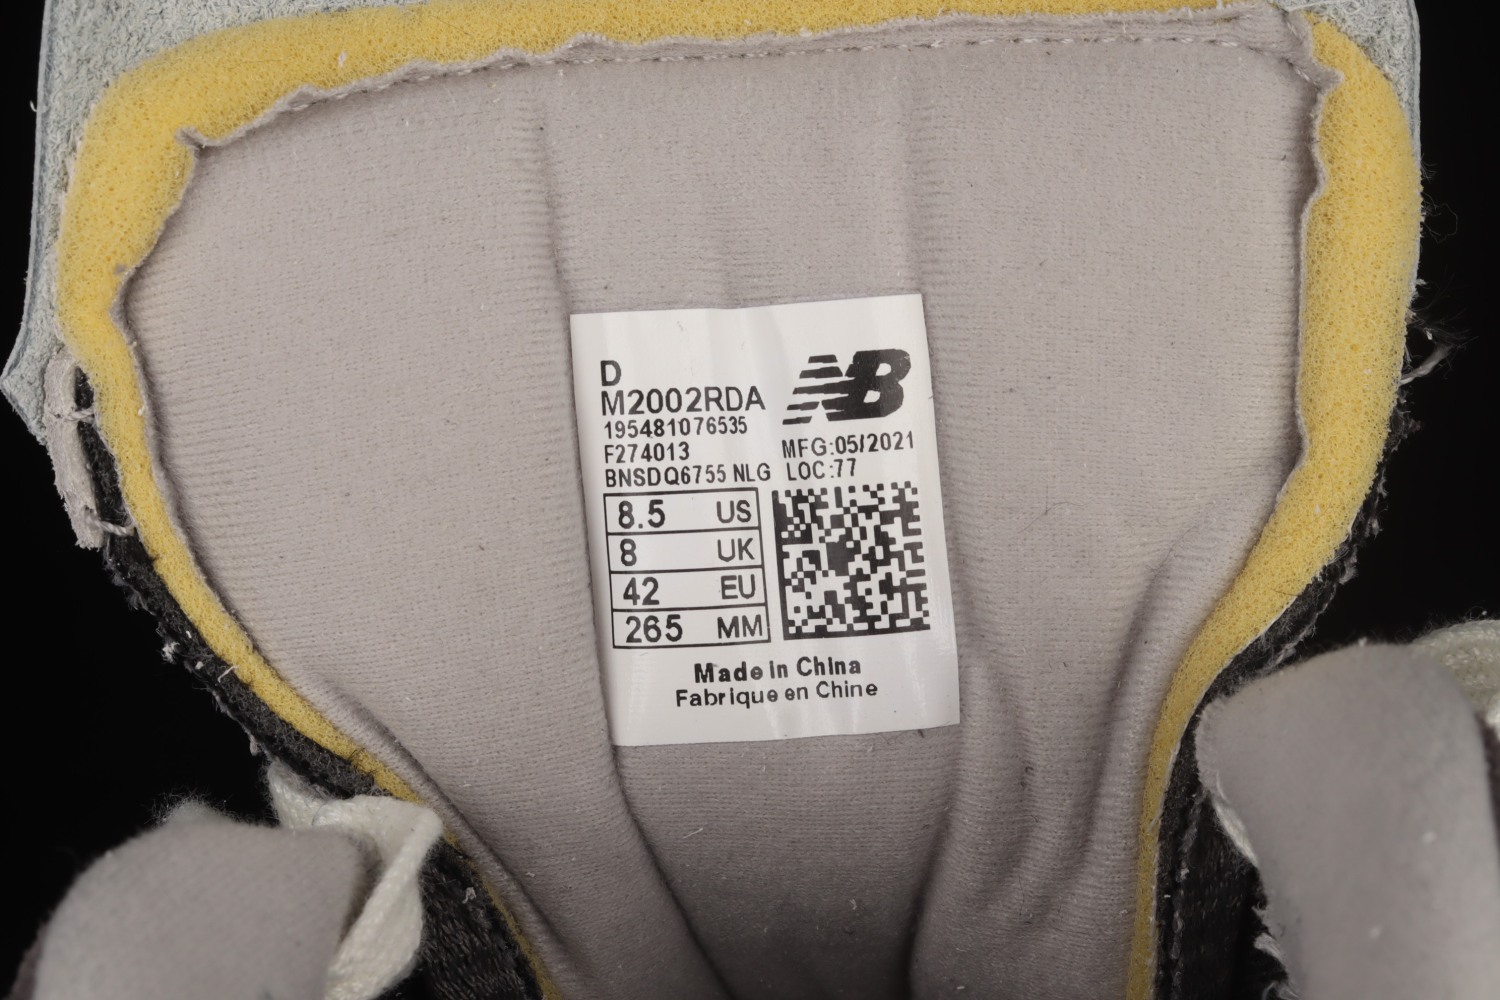 D
M2002RDA
195481076535
F274013
BNSDQ6755 NLG
NB
MFG:05/2021
LOC:77
8.5 US
8 UK
42 EU
265 MM
Made in China
Fabrique en Chine